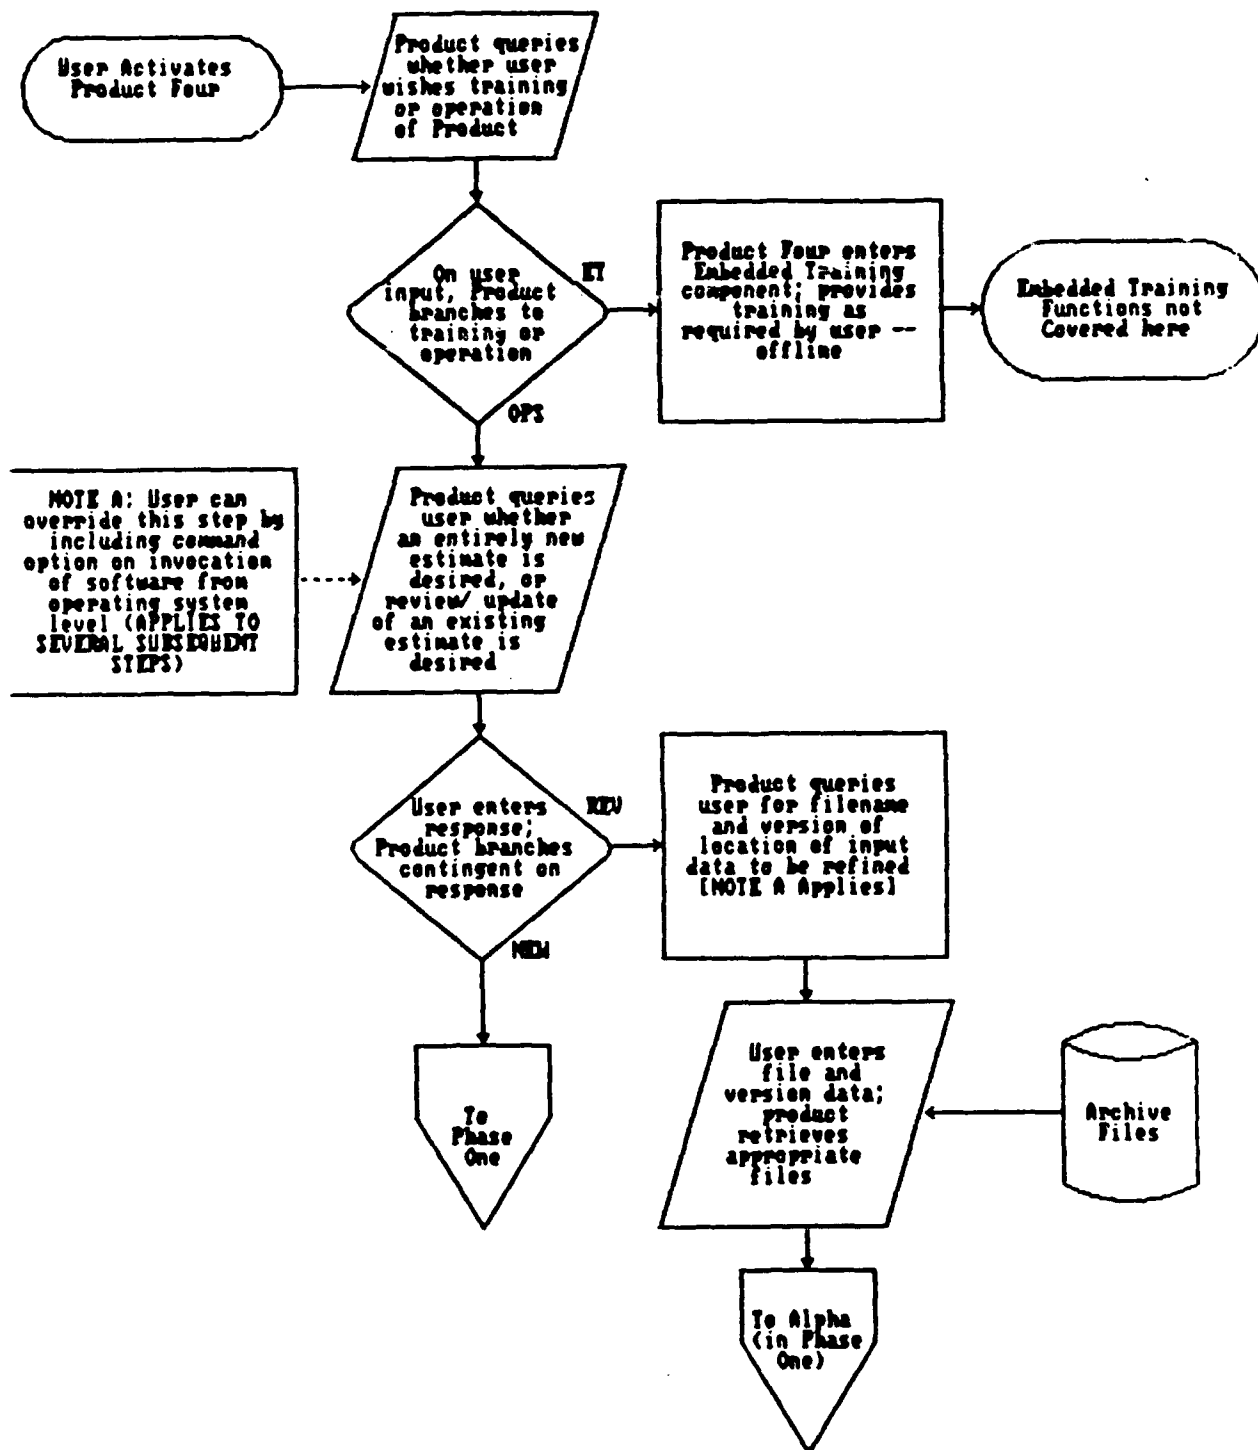 User Activates
Product Four
Product queries
whether user
wishes training
or operation
of Product
On user
input, Product
branches to
training or
operation
ET
OPS
Product Four enters
Embedded Training
component; provides
training as
required by user --
offline
Embedded Training
Functions not
Covered here
NOTE A: User can
override this step by
including command
option on invocation
of software from
operating system
level (APPLIES TO
SEVERAL SUBSEQUENT
STEPS)
Product queries
user whether
an entirely new
estimate is
desired, or
review/ update
of an existing
estimate is
desired
User enters
response;
Product branches
contingent on
response
REV
NEW
Product queries
user for filename
and version of
location of input
data to be refined
[NOTE A Applies]
To
Phase
One
User enters
file and
version data;
product
retrieves
appropriate
files
Archive
Files
To Alpha
(in Phase
One)